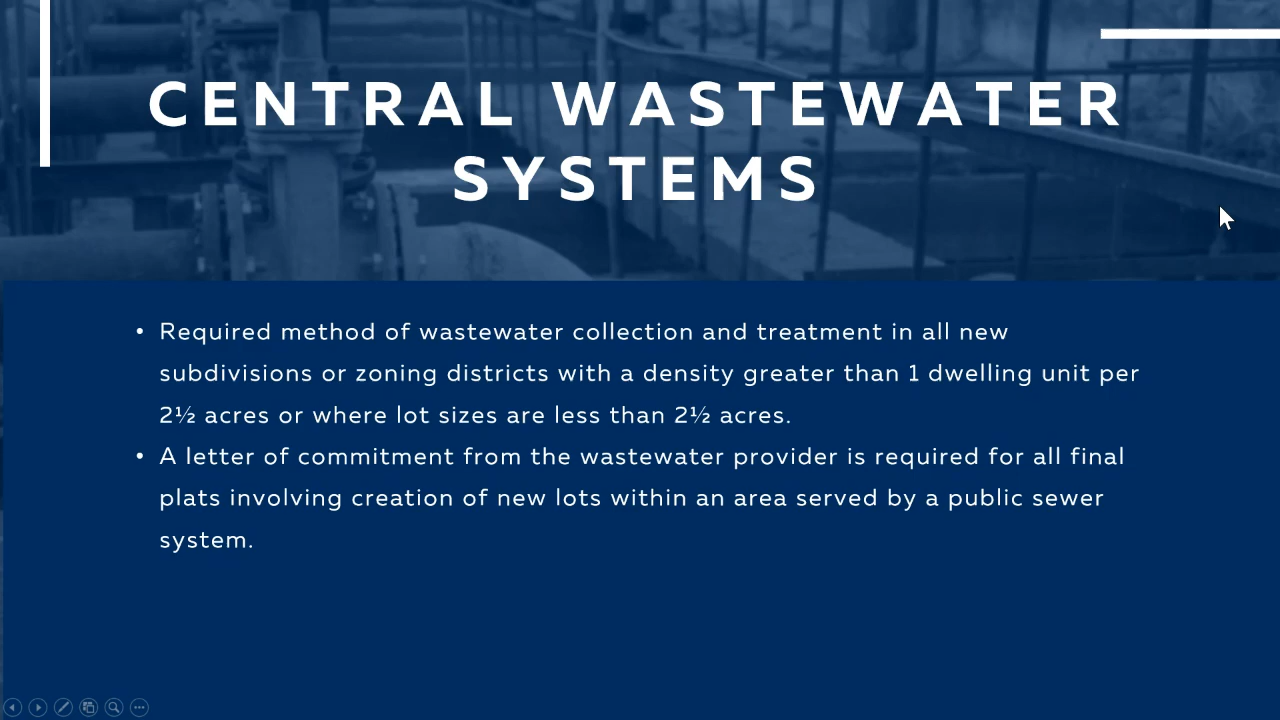 CENTRAL WASTEWATER
SYSTEMS
• Required method of wastewater collection and treatment in all new
subdivisions or zoning districts with a density greater than 1 dwelling unit per
2½ acres or where lot sizes are less than 2½ acres.
• A letter of commitment from the wastewater provider is required for all final
plats involving creation of new lots within an area served by a public sewer
system.